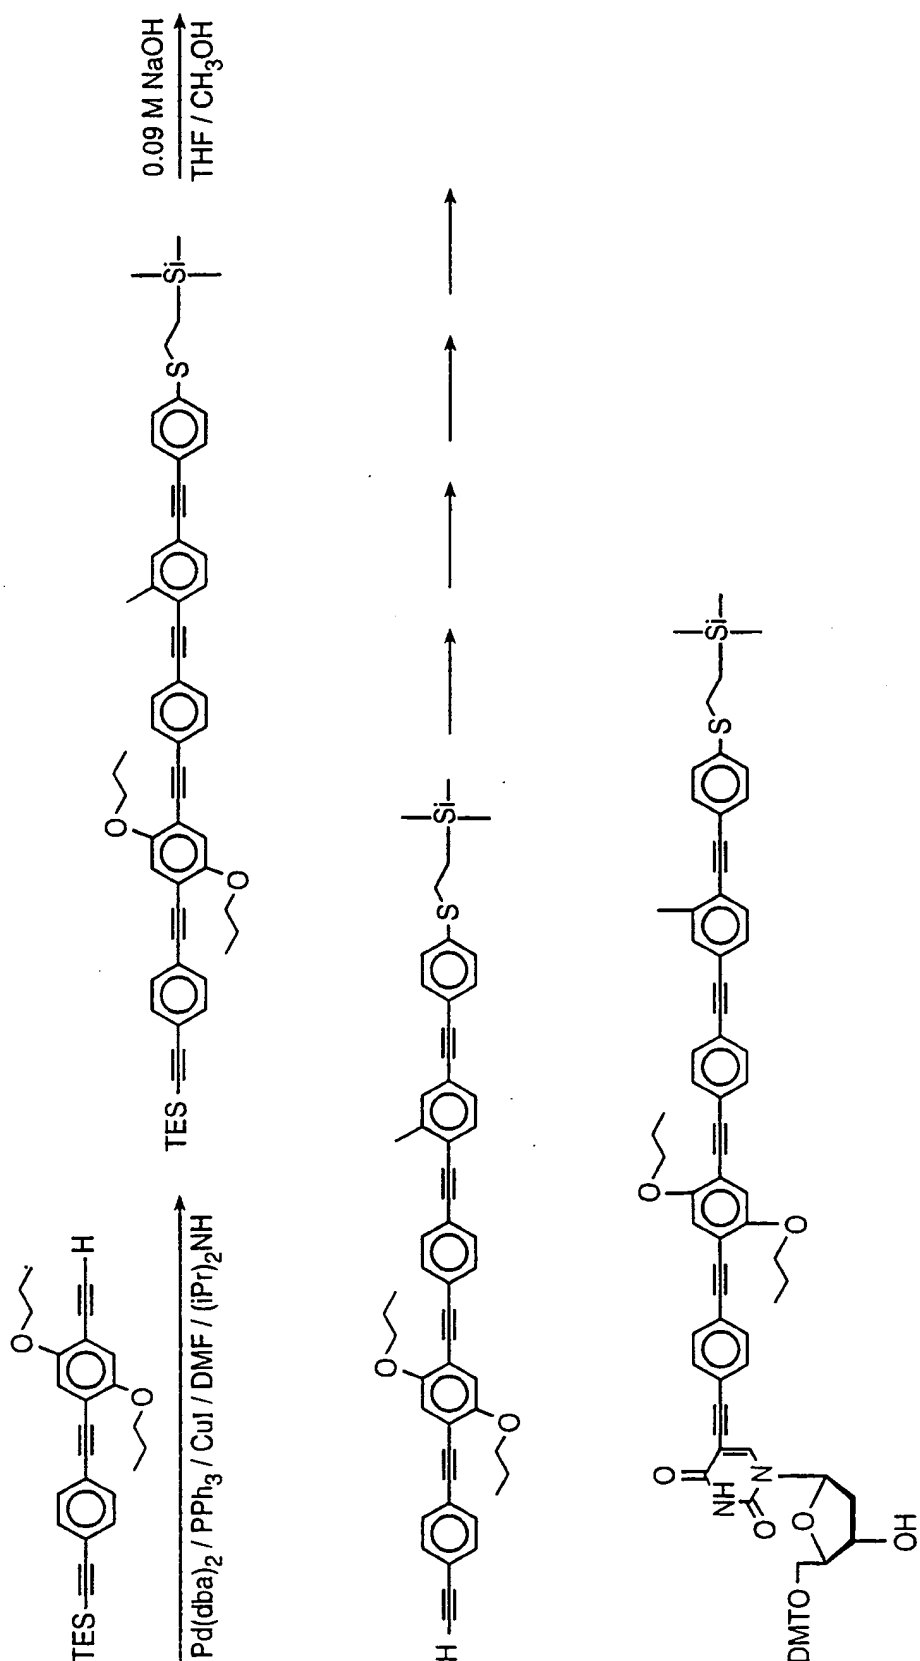 TES
H
O
O
Pd(dba)2 / PPh3 / CuI / DMF / (iPr)2NH
TES
O
O
S
Si
0.09 M NaOH
THF / CH3OH
H
O
O
S
Si
DMTO
O
OH
N
O
NH
O
O
O
S
Si